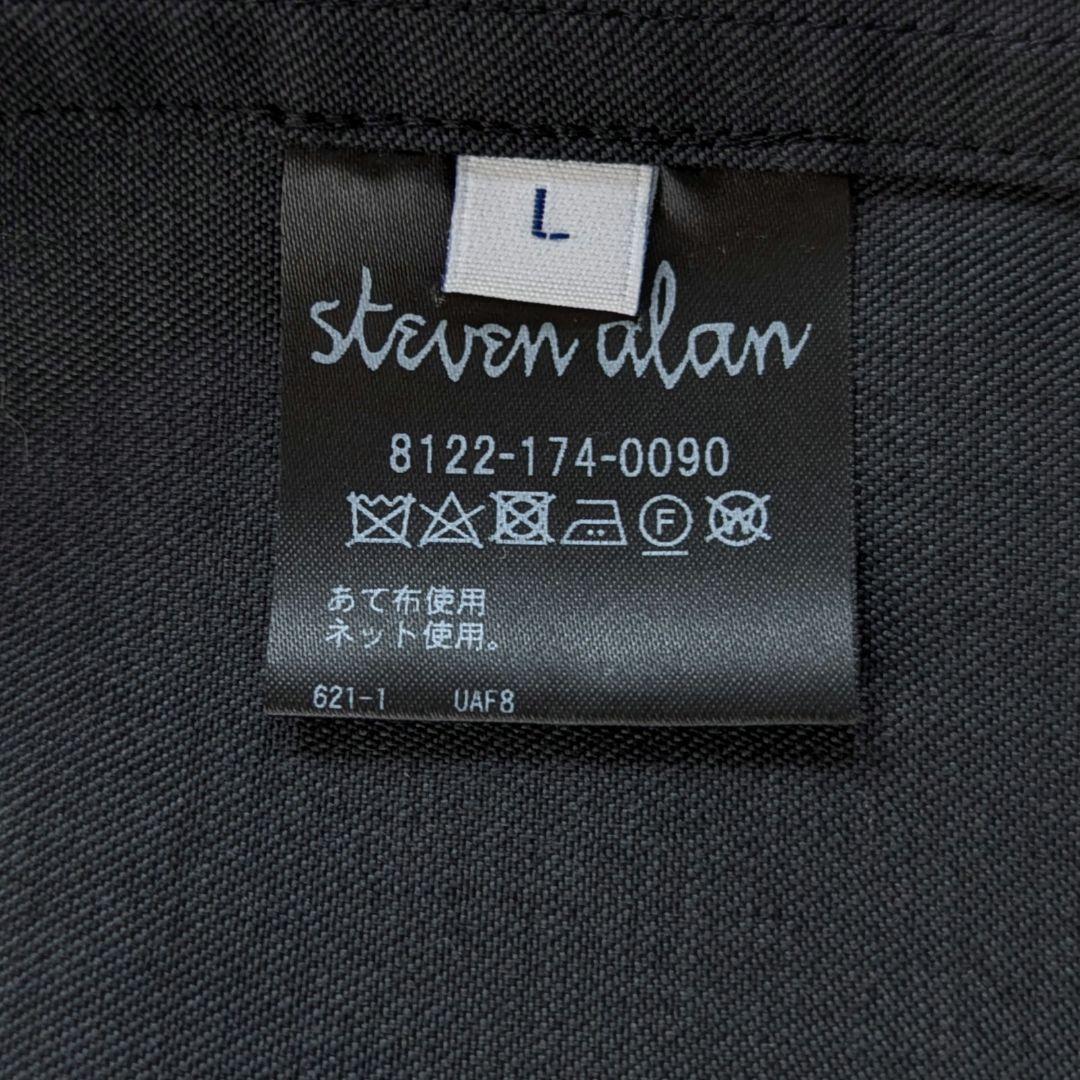 L
steven alan
8122-174-0090
F W
あて布使用
ネット使用。
621-1 UAF8